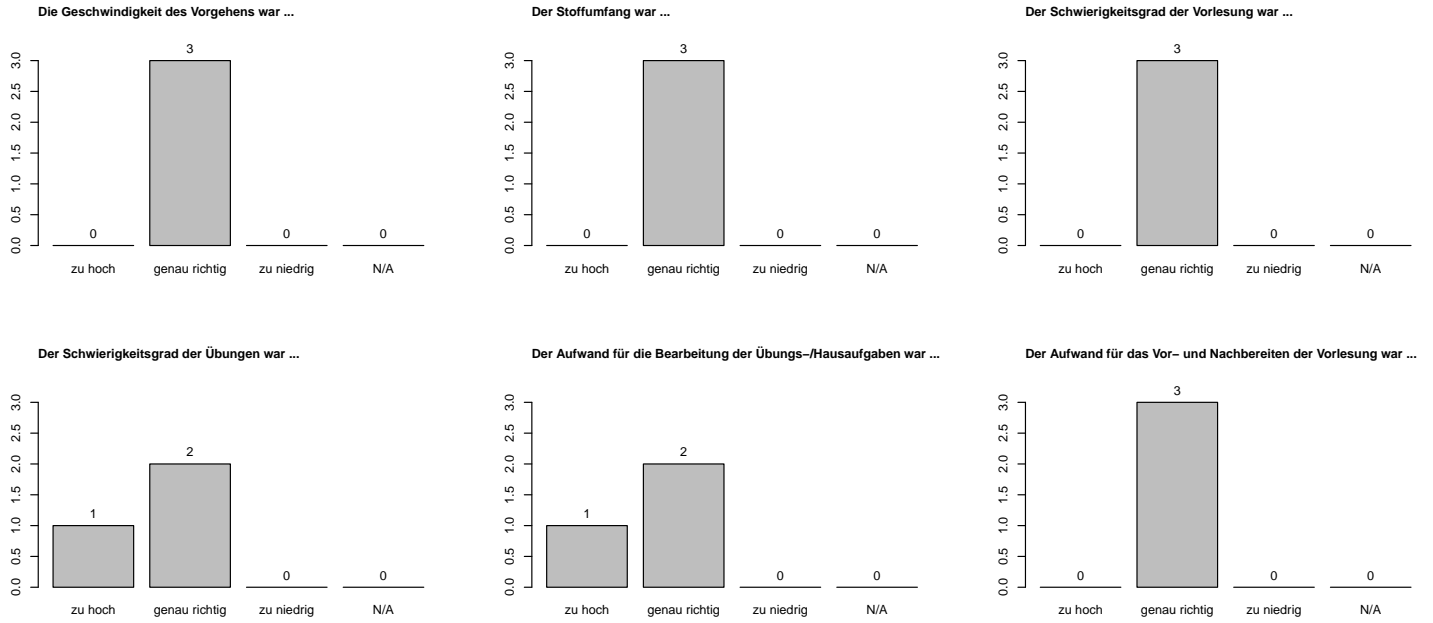 Die Geschwindigkeit des Vorgehens war ...
3
0
0
0
0.0 0.5 1.0 1.5 2.0 2.5 3.0
zu hoch genau richtig zu niedrig N/A
Der Stoffumfang war ...
3
0
0
0
0.0 0.5 1.0 1.5 2.0 2.5 3.0
zu hoch genau richtig zu niedrig N/A
Der Schwierigkeitsgrad der Vorlesung war ...
3
0
0
0
0.0 0.5 1.0 1.5 2.0 2.5 3.0
zu hoch genau richtig zu niedrig N/A
Der Schwierigkeitsgrad der Übungen war ...
2
1
0
0
0.0 0.5 1.0 1.5 2.0 2.5 3.0
zu hoch genau richtig zu niedrig N/A
Der Aufwand für die Bearbeitung der Übungs−/Hausaufgaben war ...
2
1
0
0
0.0 0.5 1.0 1.5 2.0 2.5 3.0
zu hoch genau richtig zu niedrig N/A
Der Aufwand für das Vor− und Nachbereiten der Vorlesung war ...
3
0
0
0
0.0 0.5 1.0 1.5 2.0 2.5 3.0
zu hoch genau richtig zu niedrig N/A